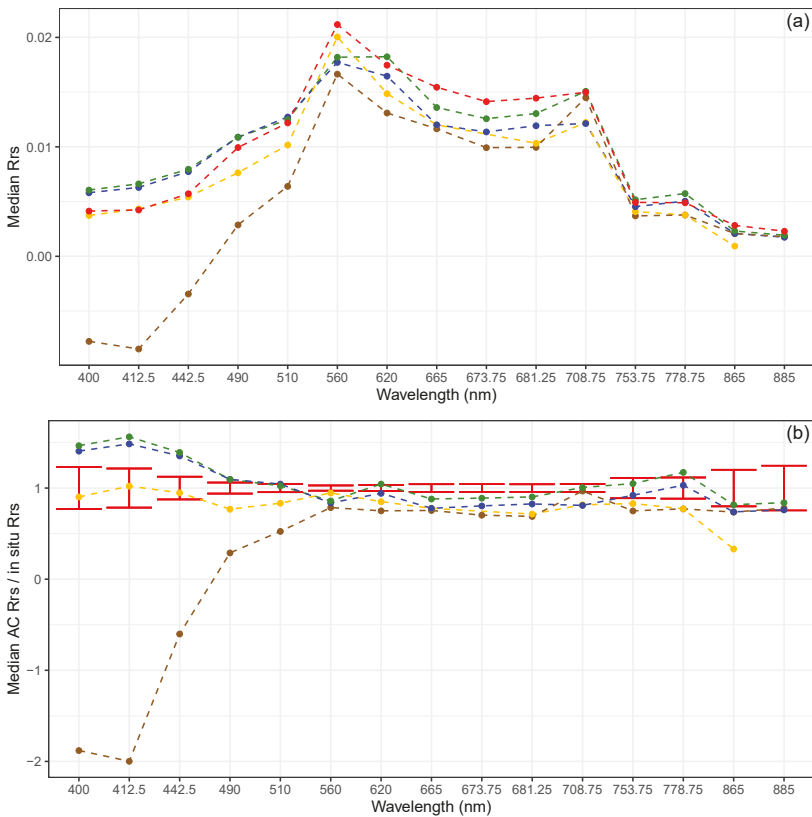 (a)
0.02
0.01
0.00
Median Rrs
400 412.5 442.5 490 510 560 620 665 673.75 681.25 708.75 753.75 778.75 865 885
Wavelength (nm)
(b)
1
0
−1
−2
Median AC Rrs / in situ Rrs
400 412.5 442.5 490 510 560 620 665 673.75 681.25 708.75 753.75 778.75 865 885
Wavelength (nm)